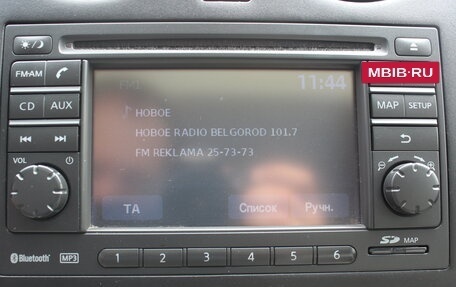 MBIB·RU
FM·AM
FM1
11:44
CD
AUX
MAP
SETUP
НОВОЕ
НОВОЕ RADIO BELGOROD 101.7
FM REKLAMA 25-73-73
VOL
TA
Список
Ручн.
Bluetooth
MP3
1 2 3 4 5 6
SD
MAP